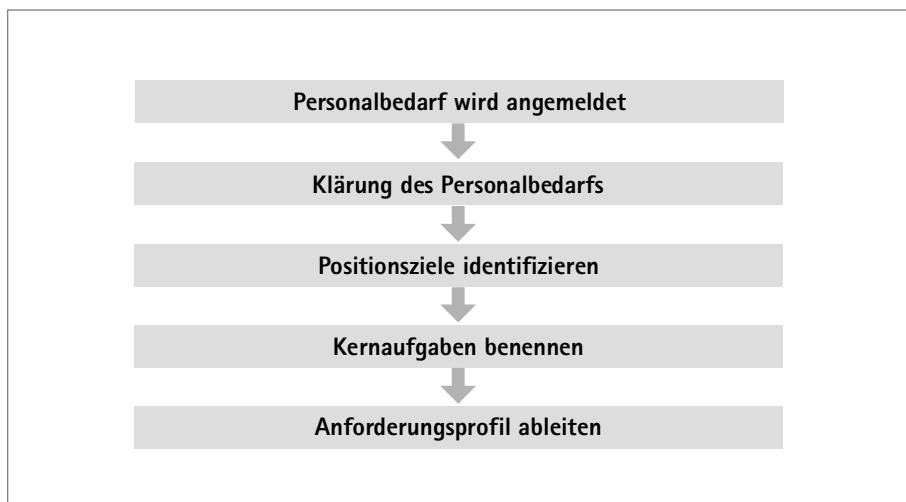 Personalbedarf wird angemeldet
Klärung des Personalbedarfs
Positionsziele identifizieren
Kernaufgaben benennen
Anforderungsprofil ableiten